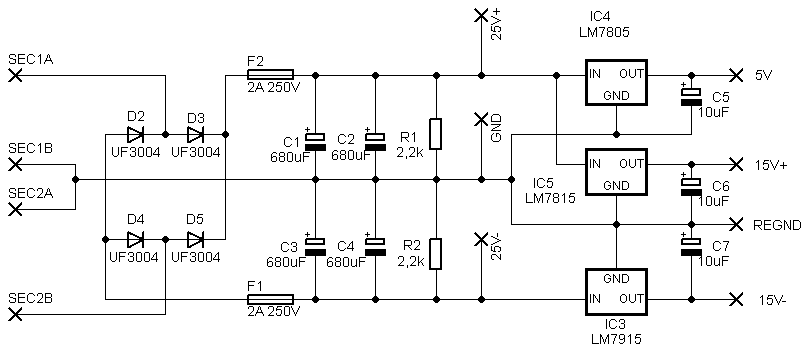 25V+
IC4
LM7805
SEC1A
F2
IN OUT
5V
2A 250V
GND
C5
10uF
D2
D3
UF3004
UF3004
GND
C1
680uF
C2
680uF
R1
2,2k
SEC1B
IN OUT
15V+
SEC2A
IC5
LM7815
GND
C6
10uF
D4
D5
25V-
REGND
UF3004
UF3004
C3
680uF
C4
680uF
R2
2,2k
C7
10uF
GND
SEC2B
F1
2A 250V
IN OUT
15V-
IC3
LM7915